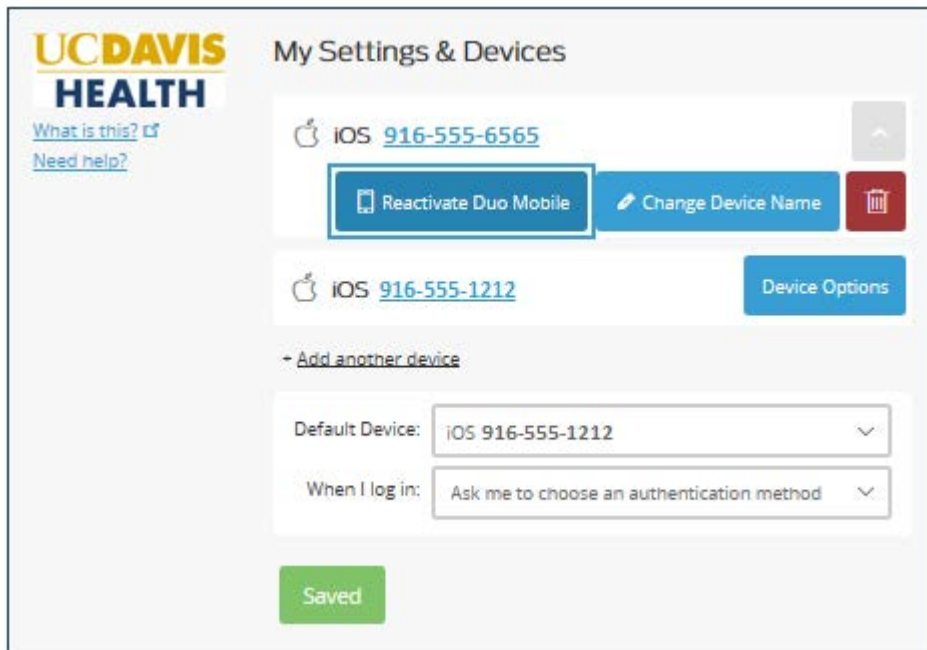 UCDAVIS
HEALTH
What is this?
Need help?
My Settings & Devices
iOS 916-555-6565
Reactivate Duo Mobile
Change Device Name
iOS 916-555-1212
Device Options
+ Add another device
Default Device: iOS 916-555-1212
When I log in: Ask me to choose an authentication method
Saved